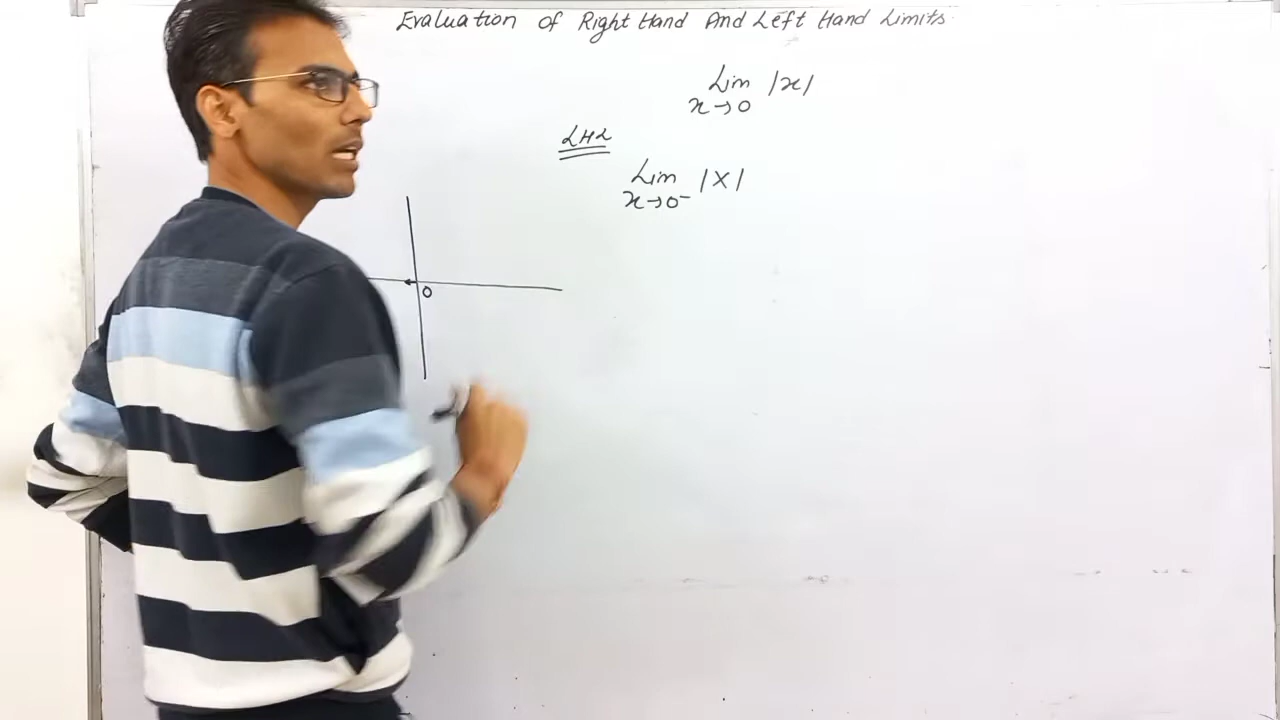 Evaluation of Right Hand And Left Hand Limits.
Lim |x|
x→0
LHL
Lim |x|
x→0⁻
0